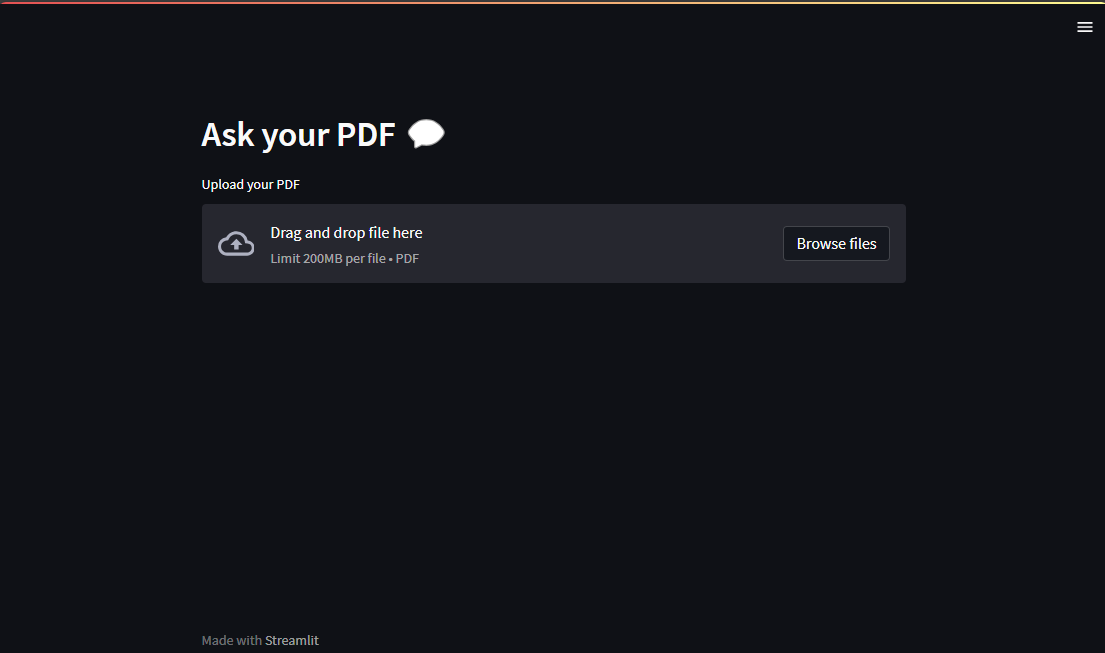 Ask your PDF
Upload your PDF
Drag and drop file here
Limit 200MB per file • PDF
Browse files
Made with Streamlit